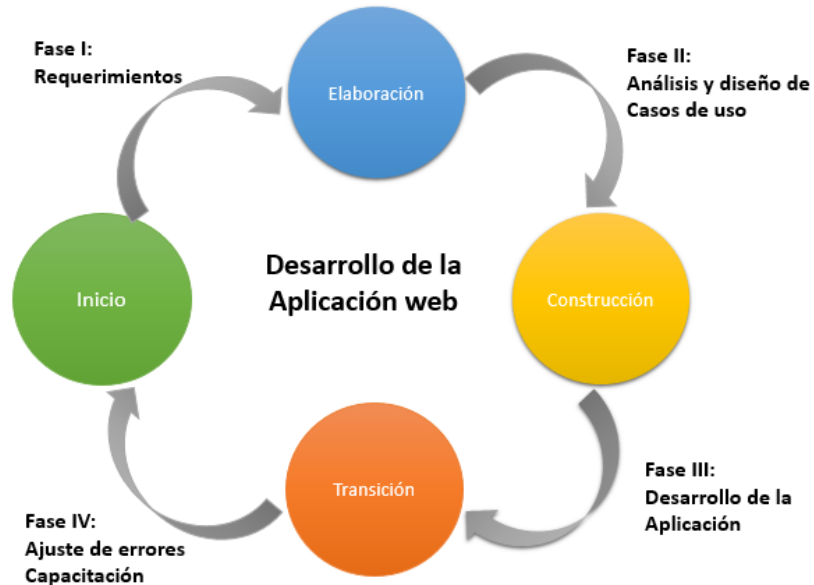 Fase I:
Requerimientos
Elaboración
Fase II:
Análisis y diseño de
Casos de uso
Inicio
Desarrollo de la
Aplicación web
Construcción
Transición
Fase III:
Desarrollo de la
Aplicación
Fase IV:
Ajuste de errores
Capacitación